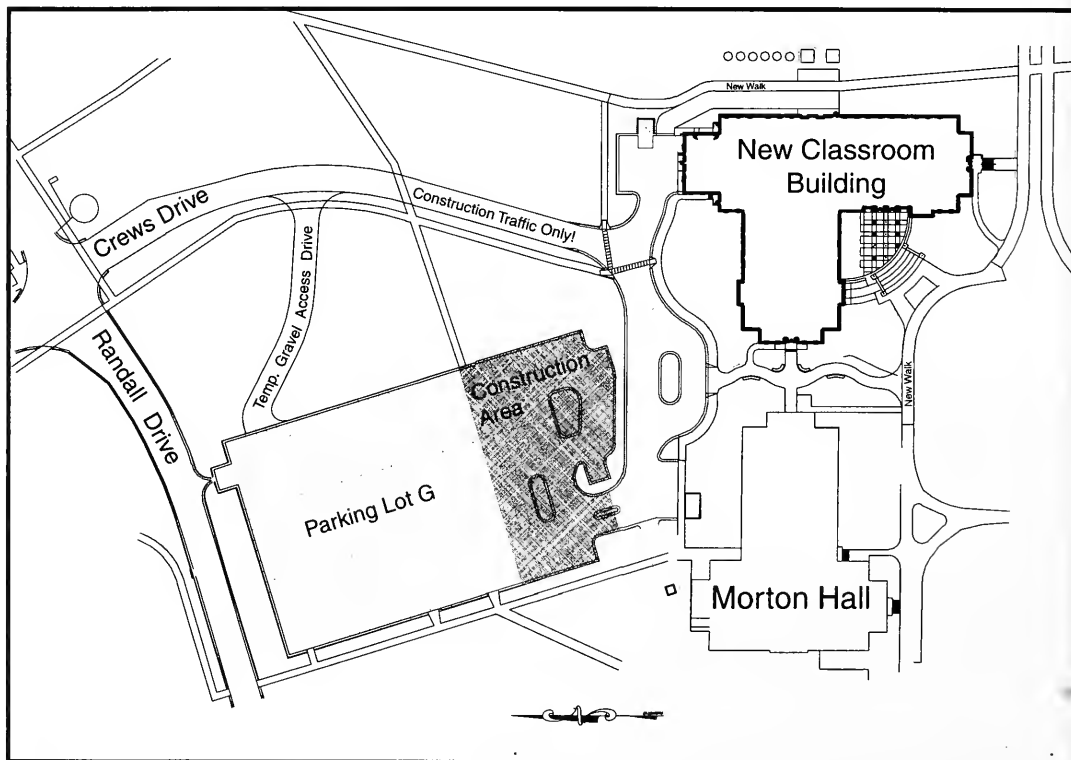 New Walk
New Classroom
Building
Crews Drive
Construction Traffic Only!
Temp. Gravel Access Drive
Randall Drive
Construction
Area
New Walk
Parking Lot G
Morton Hall